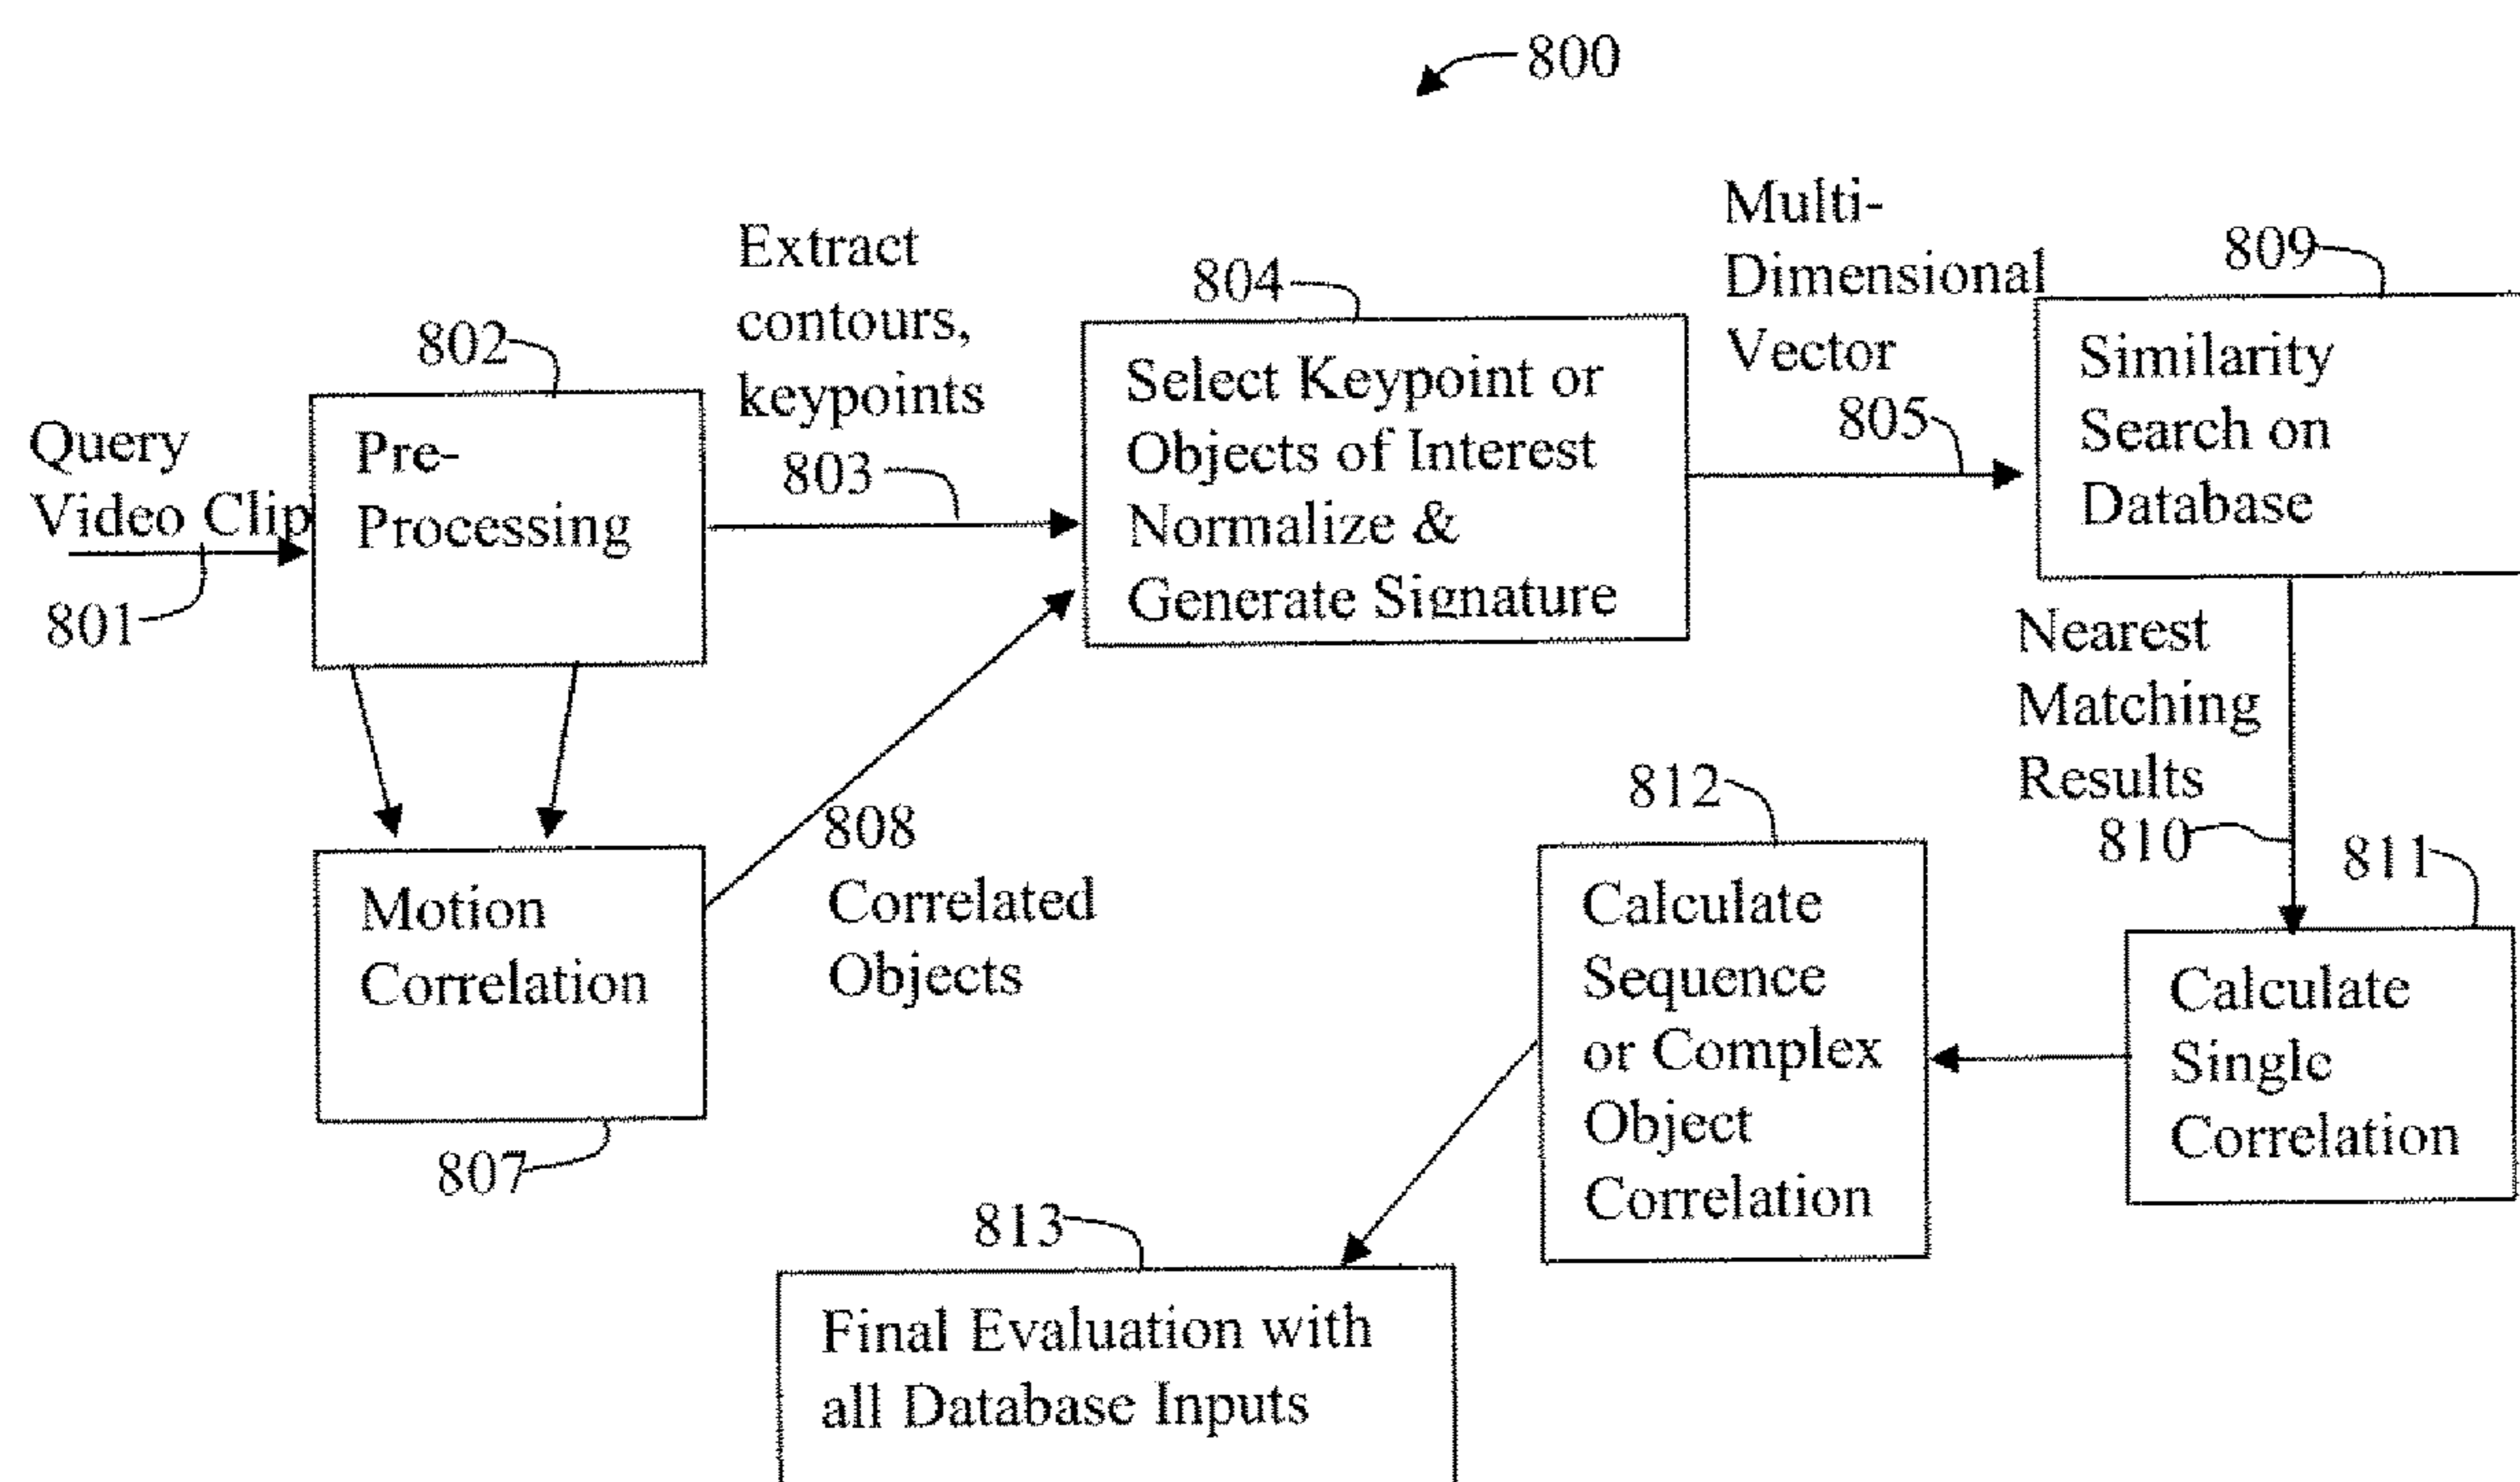 800
Query
Video Clip
801
802
Pre-
Processing
Extract
contours,
keypoints
803
804
Select Keypoint or
Objects of Interest
Normalize &
Generate Signature
Multi-
Dimensional
Vector
805
809
Similarity
Search on
Database
Nearest
Matching
Results
810
811
Calculate
Single
Correlation
812
Calculate
Sequence
or Complex
Object
Correlation
808
Correlated
Objects
Motion
Correlation
807
813
Final Evaluation with
all Database Inputs